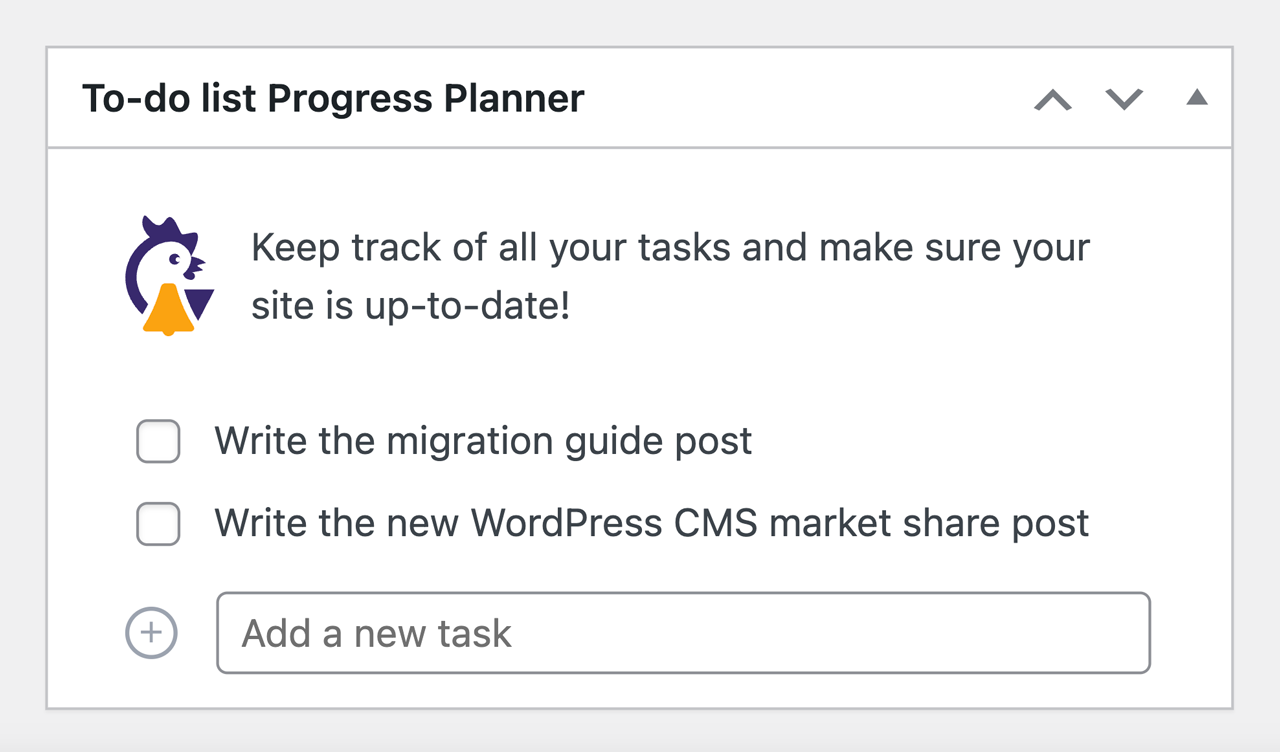 To-do list Progress Planner
Keep track of all your tasks and make sure your
site is up-to-date!
Write the migration guide post
Write the new WordPress CMS market share post
Add a new task